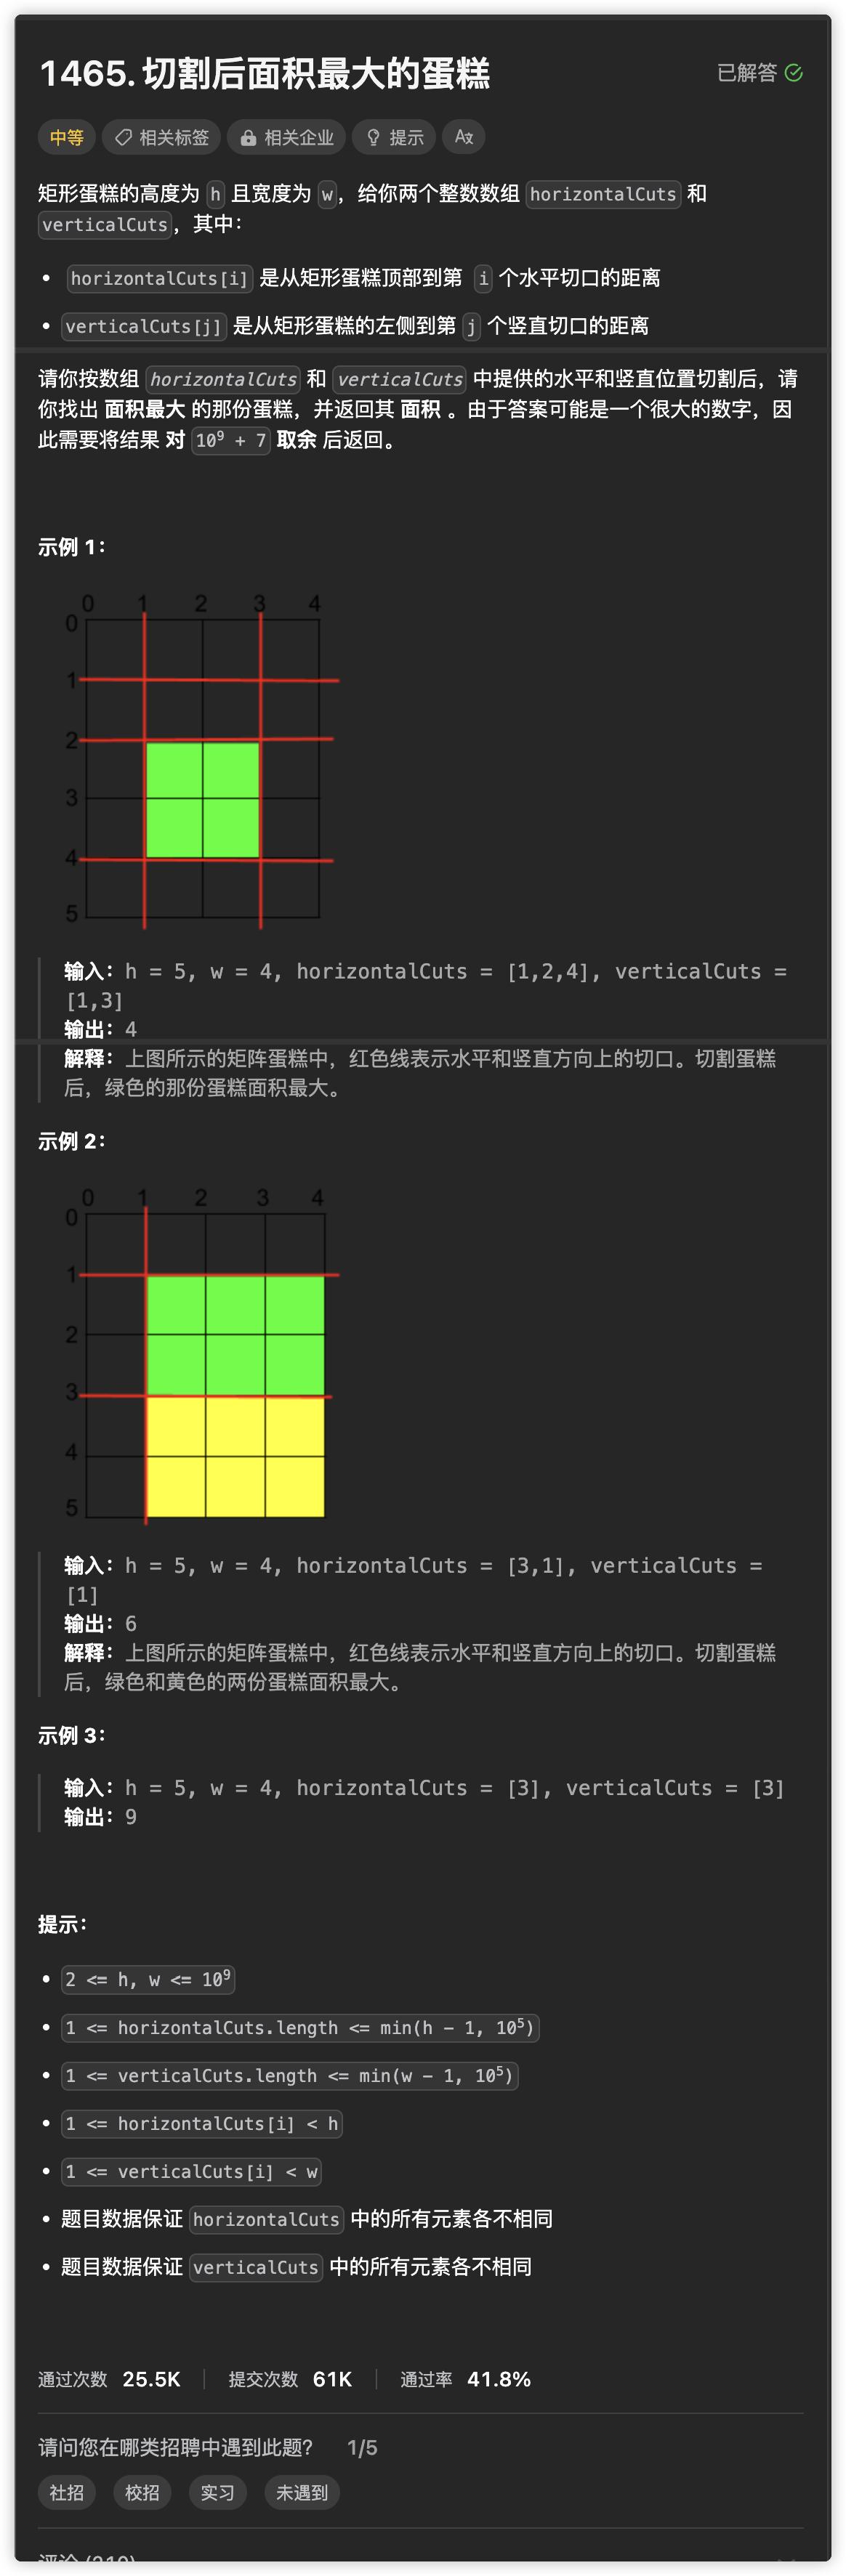 1465. 切割后面积最大的蛋糕
已解答
中等 相关标签 相关企业 提示 Aズ
矩形蛋糕的高度为 h 且宽度为 w，给你两个整数数组 horizontalCuts 和
verticalCuts，其中：
• horizontalCuts[i] 是从矩形蛋糕顶部到第 i 个水平切口的距离
• verticalCuts[j] 是从矩形蛋糕的左侧到第 j 个竖直切口的距离
请你按数组 horizontalCuts 和 verticalCuts 中提供的水平和竖直位置切割后，请
你找出 面积最大 的那份蛋糕，并返回其 面积 。由于答案可能是一个很大的数字，因
此需要将结果 对 10⁹ + 7 取余 后返回。
示例 1：
0 1 2 3 4
0
1
2
3
4
5
输入：h = 5, w = 4, horizontalCuts = [1,2,4], verticalCuts =
[1,3]
输出：4
解释：上图所示的矩阵蛋糕中，红色线表示水平和竖直方向上的切口。切割蛋糕
后，绿色的那份蛋糕面积最大。
示例 2：
0 1 2 3 4
0
1
2
3
4
5
输入：h = 5, w = 4, horizontalCuts = [3,1], verticalCuts =
[1]
输出：6
解释：上图所示的矩阵蛋糕中，红色线表示水平和竖直方向上的切口。切割蛋糕
后，绿色和黄色的两份蛋糕面积最大。
示例 3：
输入：h = 5, w = 4, horizontalCuts = [3], verticalCuts = [3]
输出：9
提示：
• 2 <= h, w <= 10⁹
• 1 <= horizontalCuts.length <= min(h - 1, 10⁵)
• 1 <= verticalCuts.length <= min(w - 1, 10⁵)
• 1 <= horizontalCuts[i] < h
• 1 <= verticalCuts[i] < w
• 题目数据保证 horizontalCuts 中的所有元素各不相同
• 题目数据保证 verticalCuts 中的所有元素各不相同
通过次数 25.5K 提交次数 61K 通过率 41.8%
请问您在哪类招聘中遇到此题？ 1/5
社招 校招 实习 未遇到